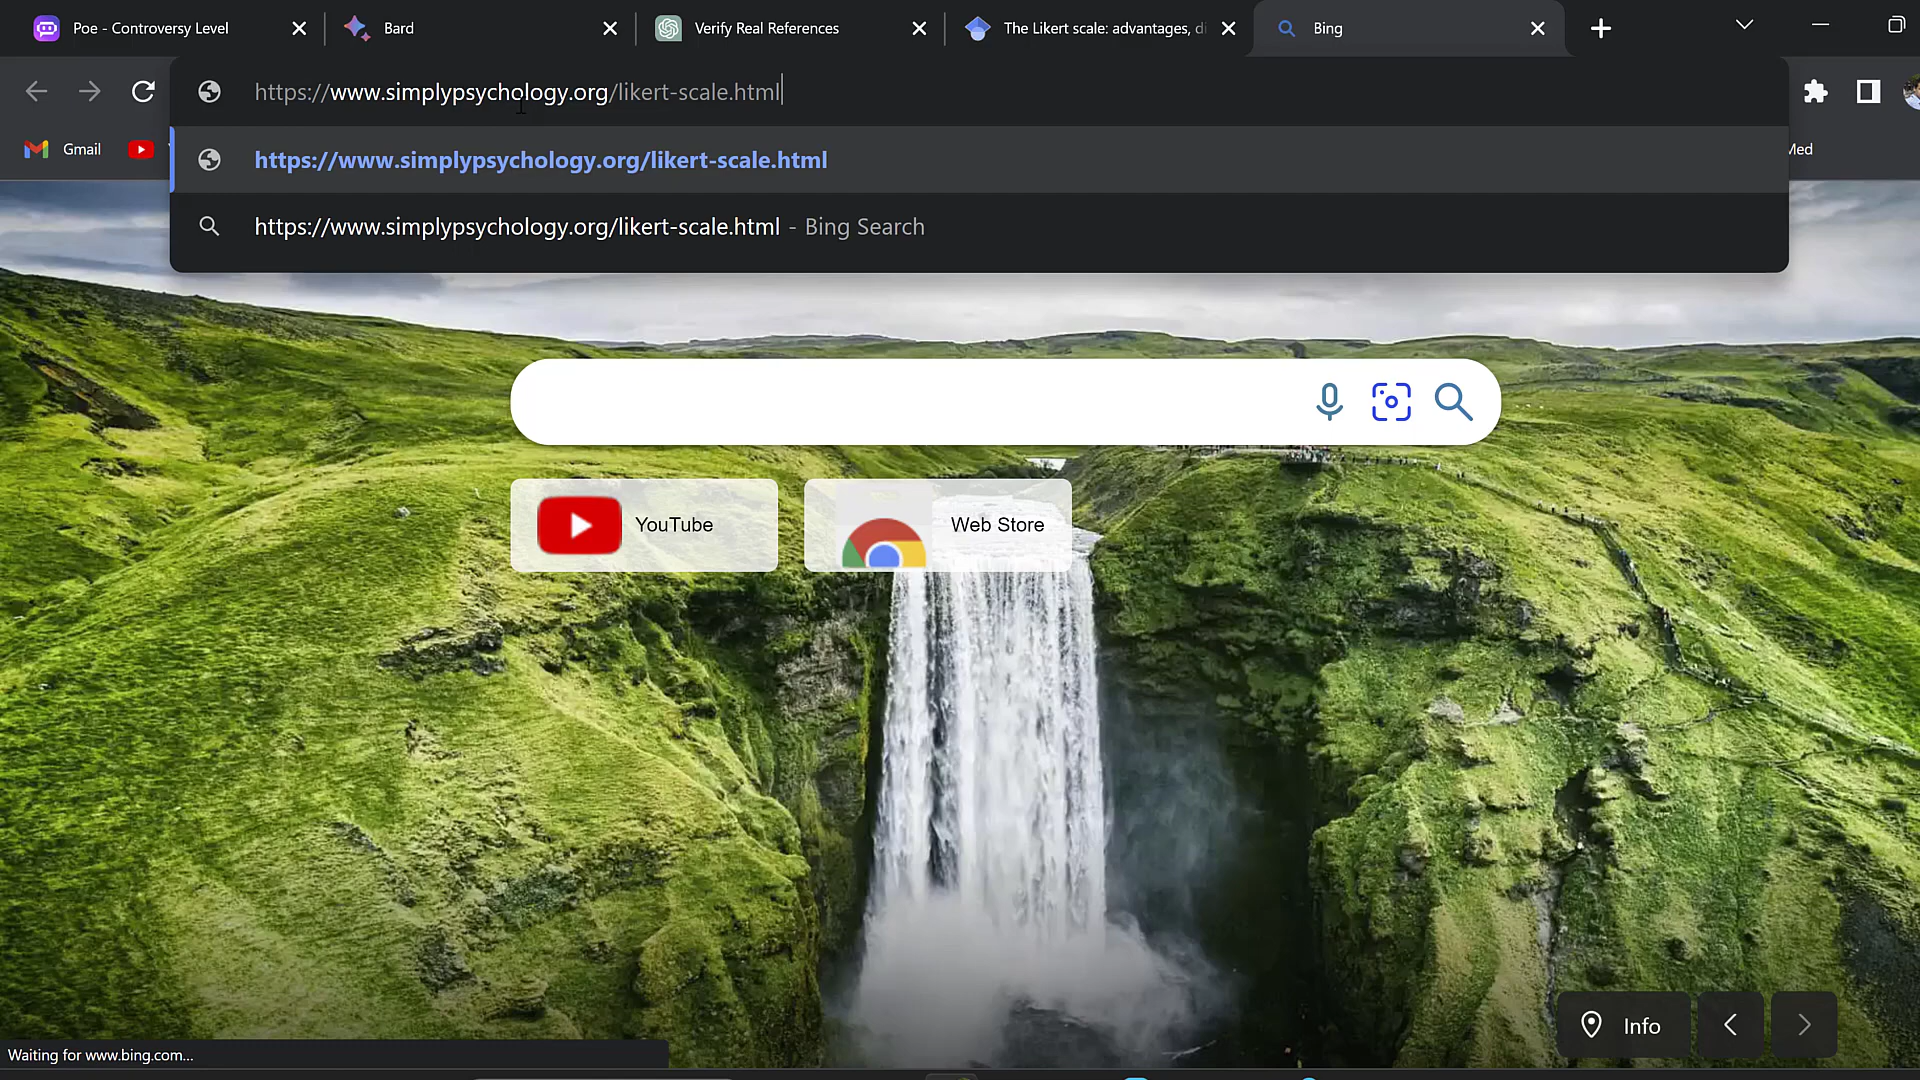 Poe - Controversy Level
Bard
Verify Real References
The Likert scale: advantages, di
Bing
https://www.simplypsychology.org/likert-scale.html
Gmail
Med
https://www.simplypsychology.org/likert-scale.html
https://www.simplypsychology.org/likert-scale.html - Bing Search
YouTube
Web Store
Info
Waiting for www.bing.com...